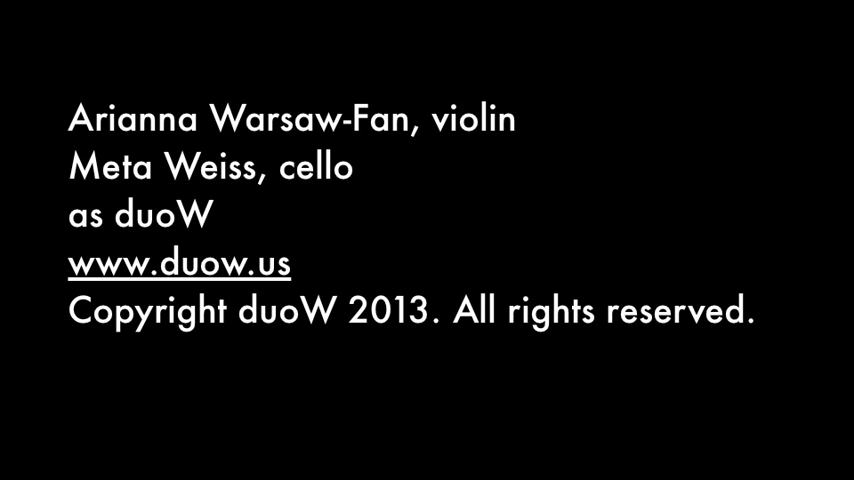 Arianna Warsaw-Fan, violin
Meta Weiss, cello
as duoW
www.duow.us
Copyright duoW 2013. All rights reserved.